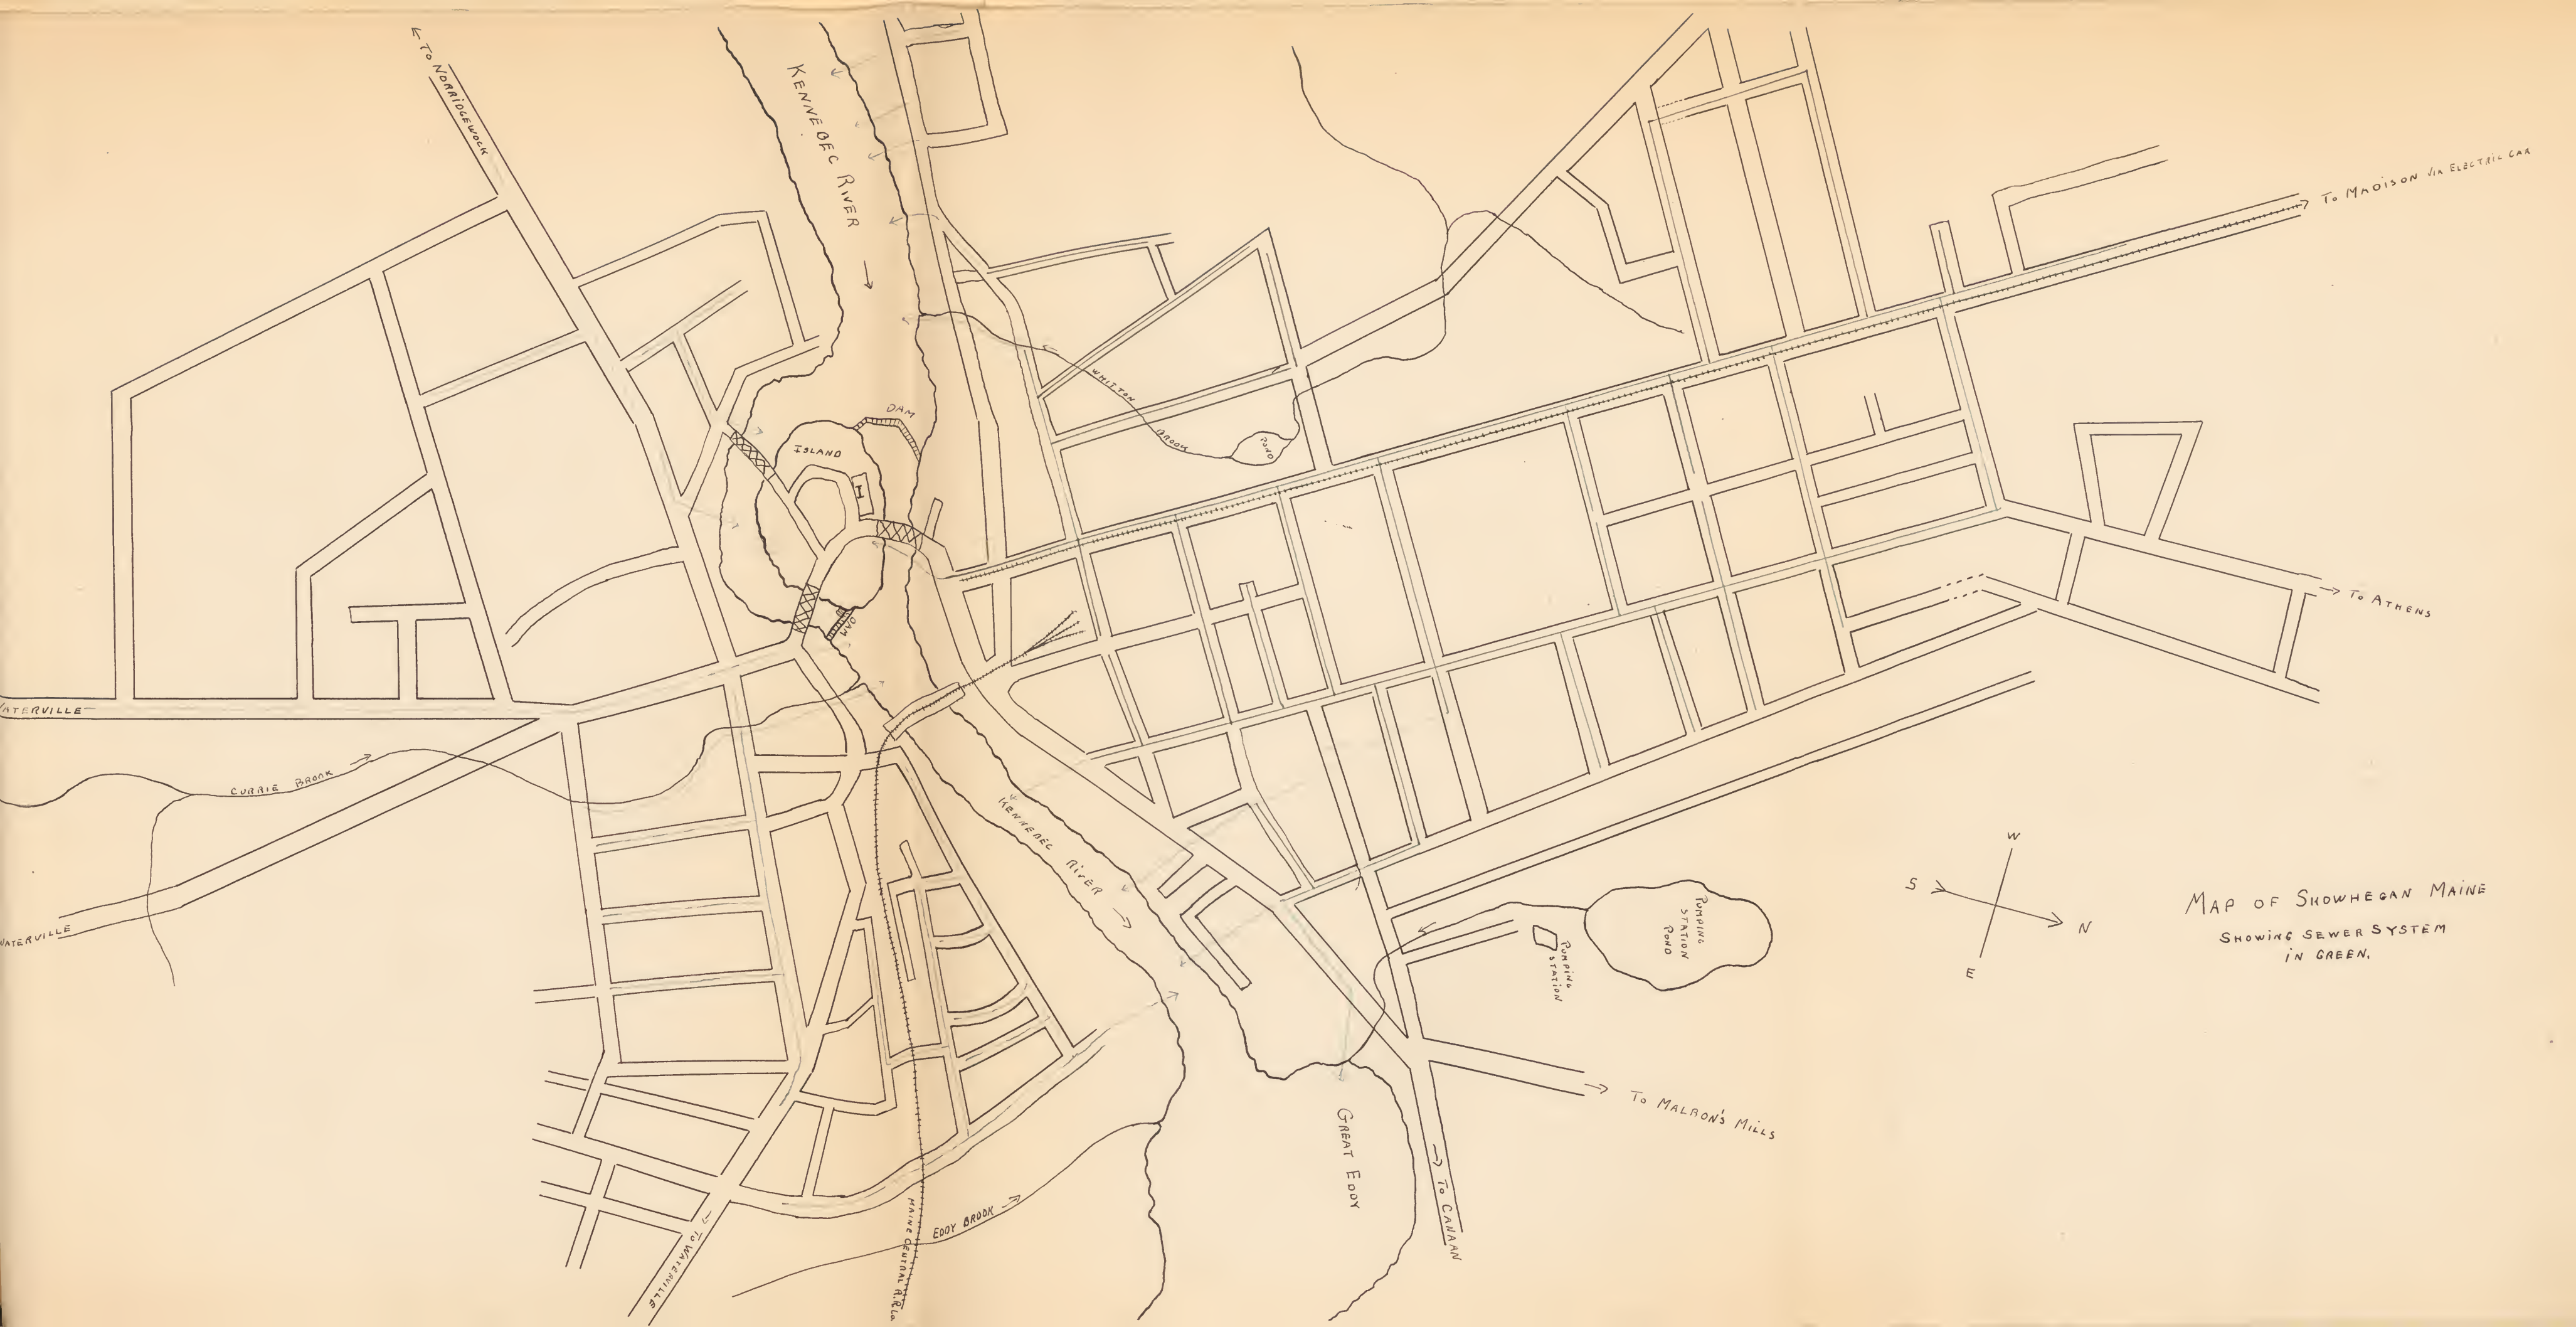 ← To NORRIDGEWOCK
KENNEBEC RIVER
To MADISON VIA ELECTRIC CAR
WHITTON BROOK
POND
DAM
ISLAND
H
DAM
To ATHENS
WATERVILLE
CURRIE BROOK
WATERVILLE
KENNEBEC RIVER
PUMPING
STATION
POND
PUMPING
STATION
W
S
N
E
MAP OF SKOWHEGAN MAINE
SHOWING SEWER SYSTEM
IN GREEN.
To MALBON'S MILLS
GREAT EDDY
→ To CANAAN
EDDY BROOK
MAINE CENTRAL R.R. Co.
→ To WATERVILLE